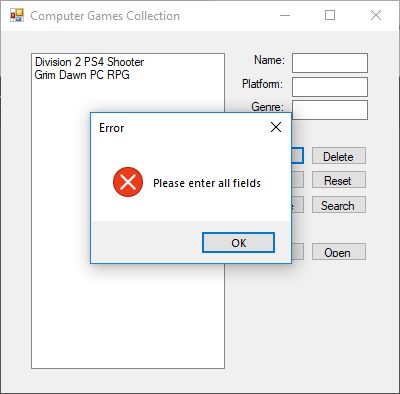 Computer Games Collection
Division 2 PS4 Shooter
Grim Dawn PC RPG
Name:
Platform:
Genre:
Error
Please enter all fields
OK
Delete
Reset
Search
Open